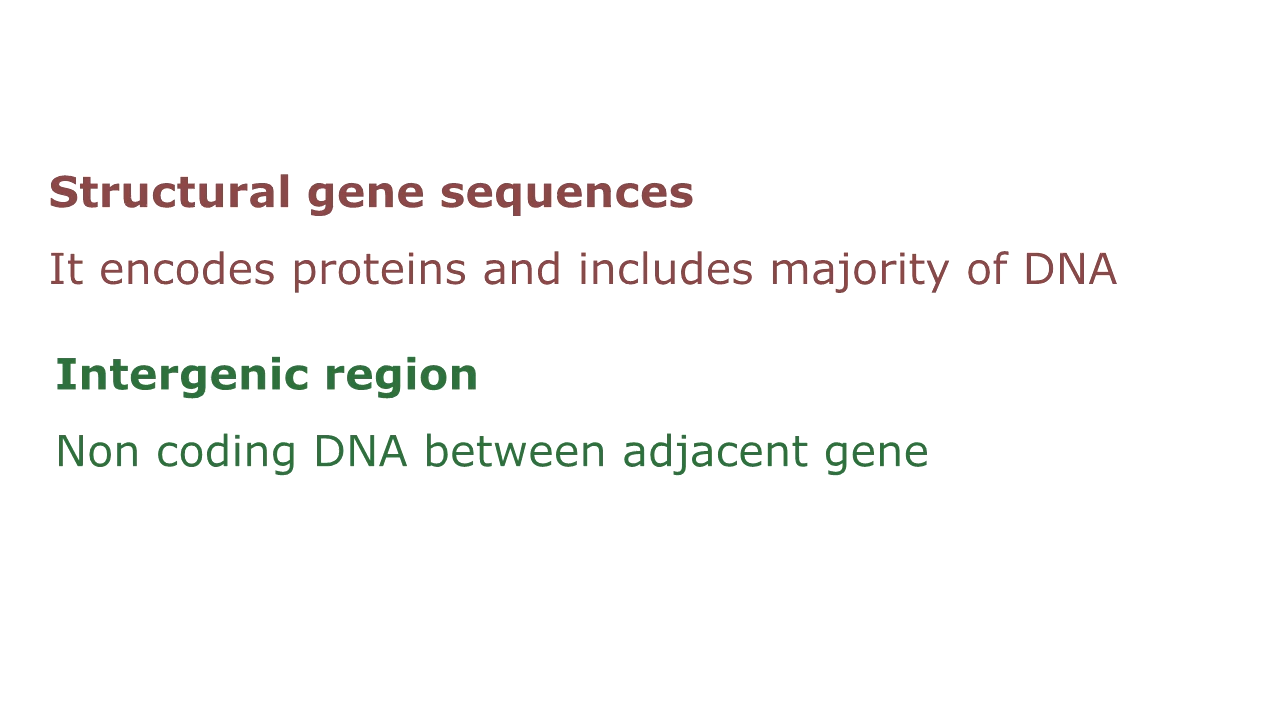 Structural gene sequences
It encodes proteins and includes majority of DNA
Intergenic region
Non coding DNA between adjacent gene